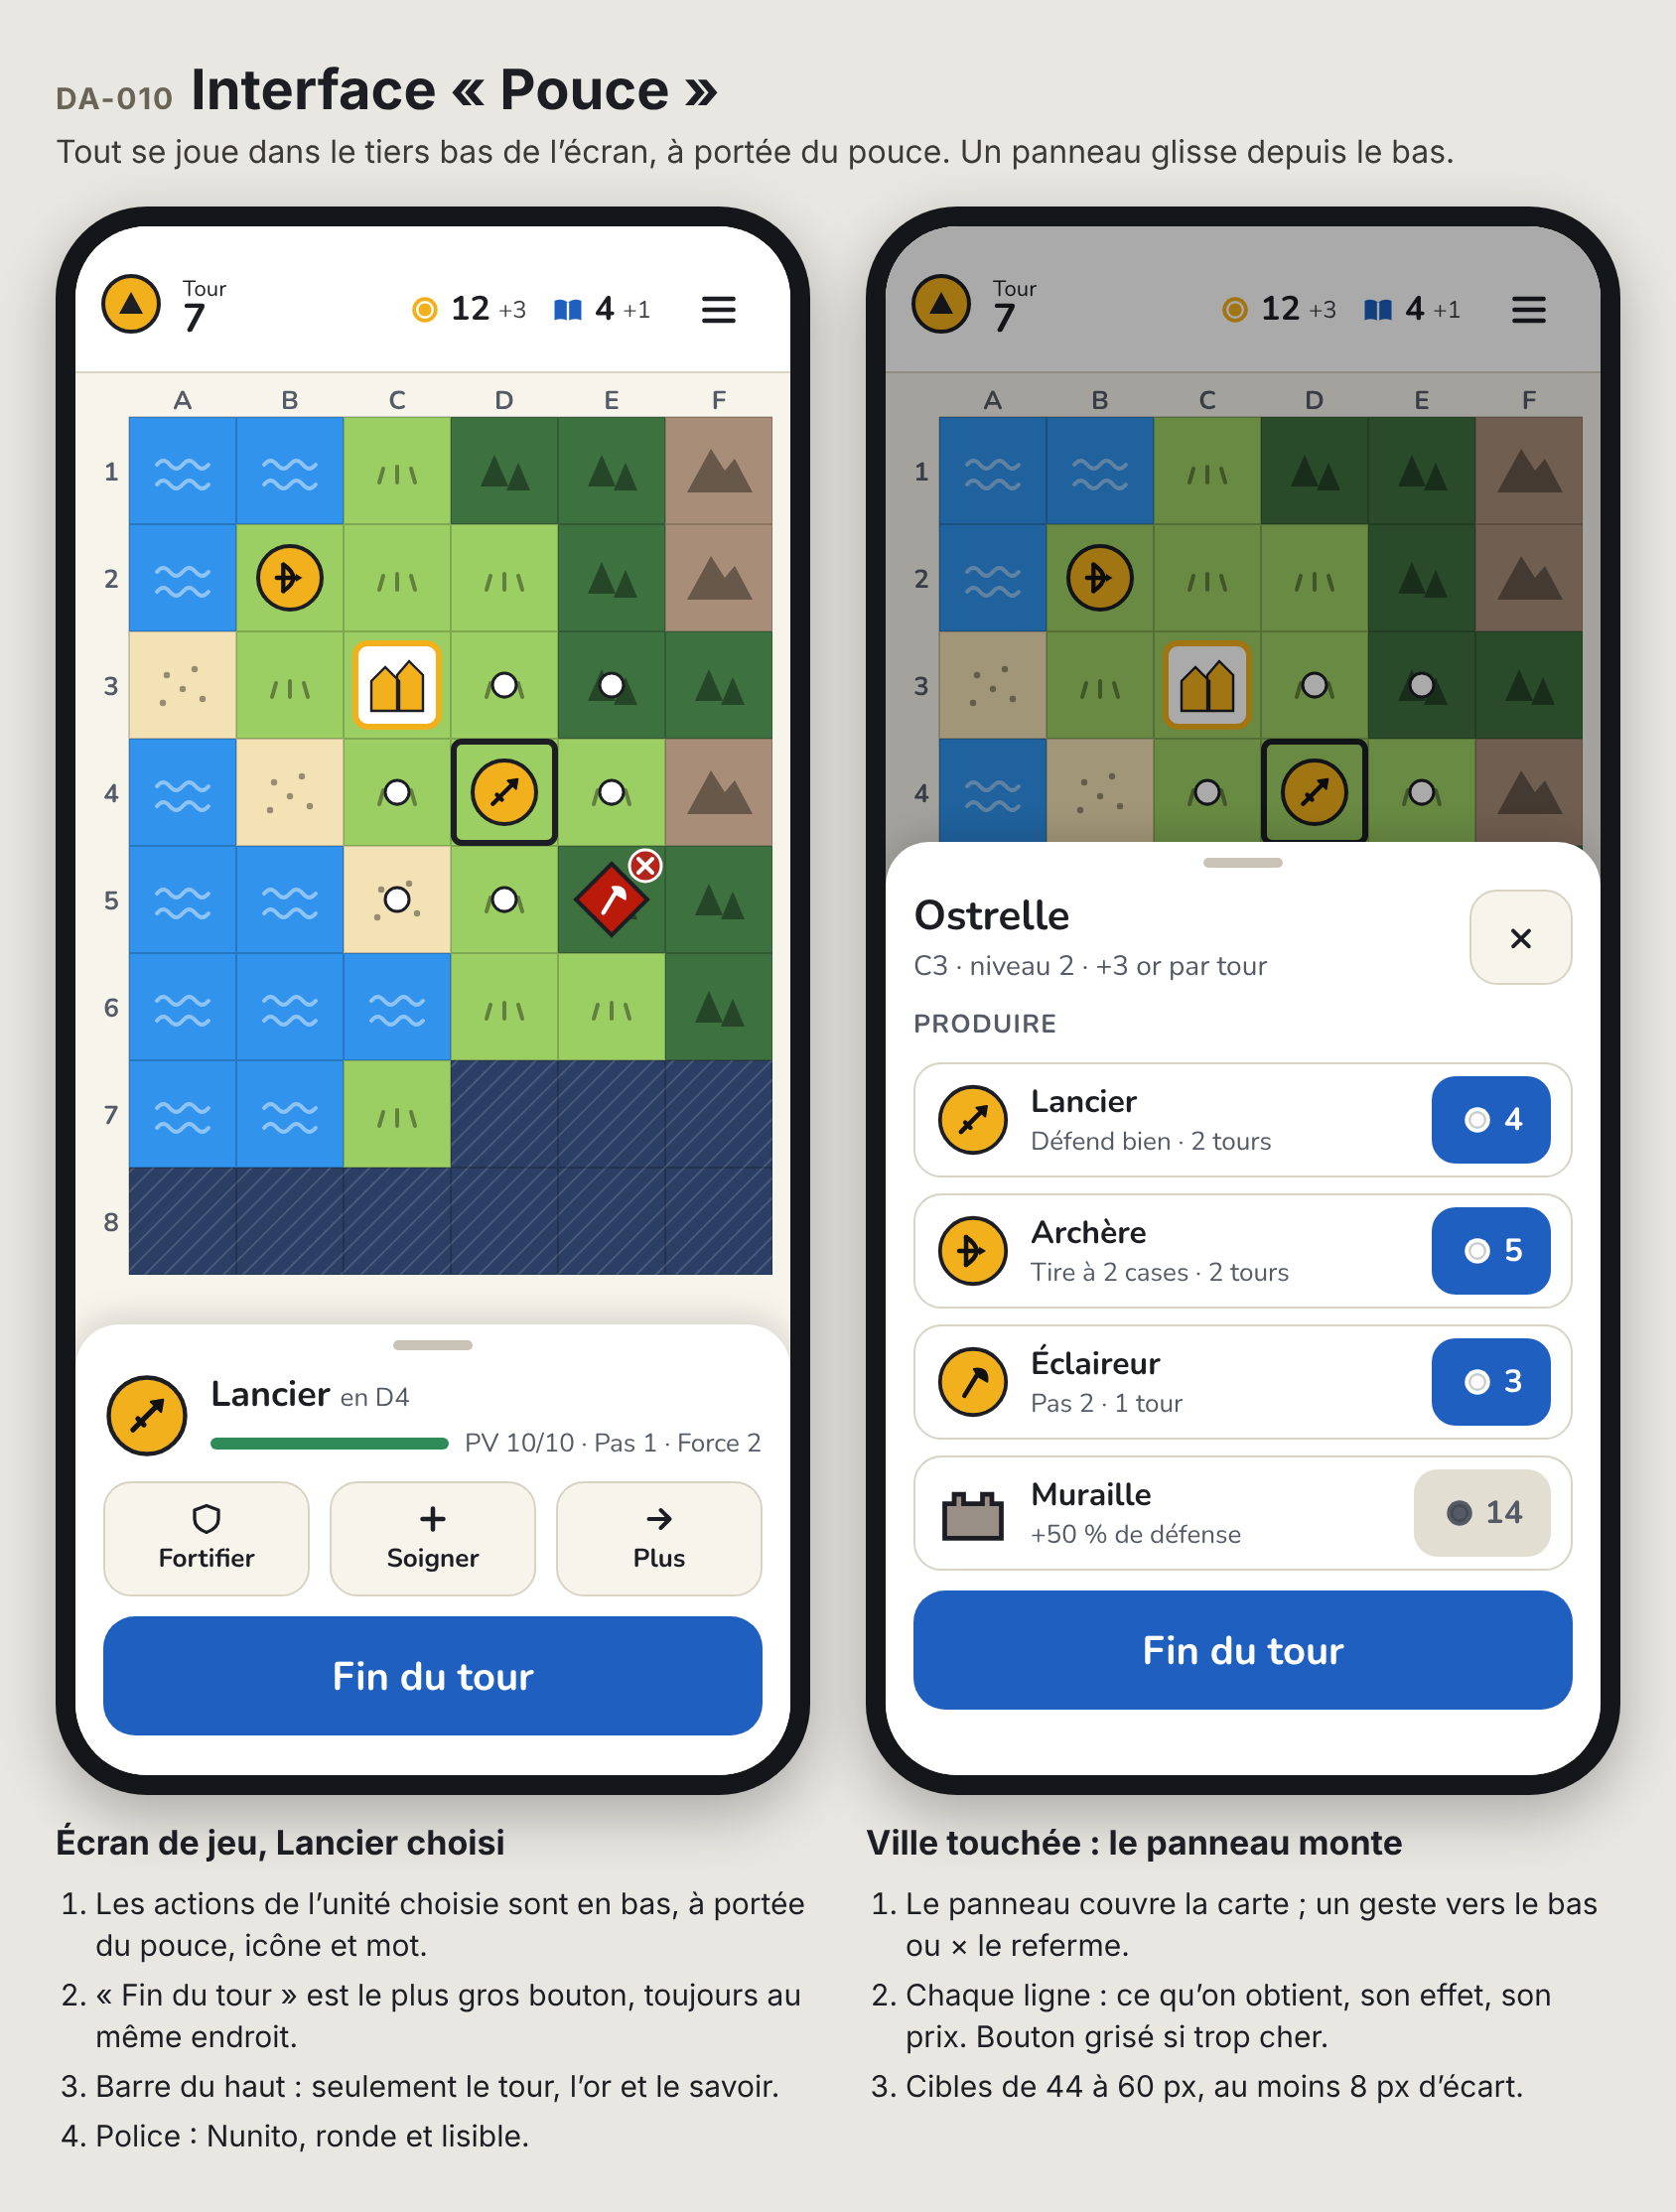 DA-010 Interface « Pouce »
Tout se joue dans le tiers bas de l’écran, à portée du pouce. Un panneau glisse depuis le bas.
Tour
7
12 +3 4 +1
A B C D E F
1
2
3
4
5
6
7
8
Lancier en D4
PV 10/10 · Pas 1 · Force 2
Fortifier Soigner Plus
Fin du tour
Tour
7
12 +3 4 +1
A B C D E F
1
2
3
4
Ostrelle
C3 · niveau 2 · +3 or par tour
PRODUIRE
Lancier
Défend bien · 2 tours
4
Archère
Tire à 2 cases · 2 tours
5
Éclaireur
Pas 2 · 1 tour
3
Muraille
+50 % de défense
14
Fin du tour
Écran de jeu, Lancier choisi
1. Les actions de l’unité choisie sont en bas, à portée
du pouce, icône et mot.
2. « Fin du tour » est le plus gros bouton, toujours au
même endroit.
3. Barre du haut : seulement le tour, l’or et le savoir.
4. Police : Nunito, ronde et lisible.
Ville touchée : le panneau monte
1. Le panneau couvre la carte ; un geste vers le bas
ou × le referme.
2. Chaque ligne : ce qu’on obtient, son effet, son
prix. Bouton grisé si trop cher.
3. Cibles de 44 à 60 px, au moins 8 px d’écart.